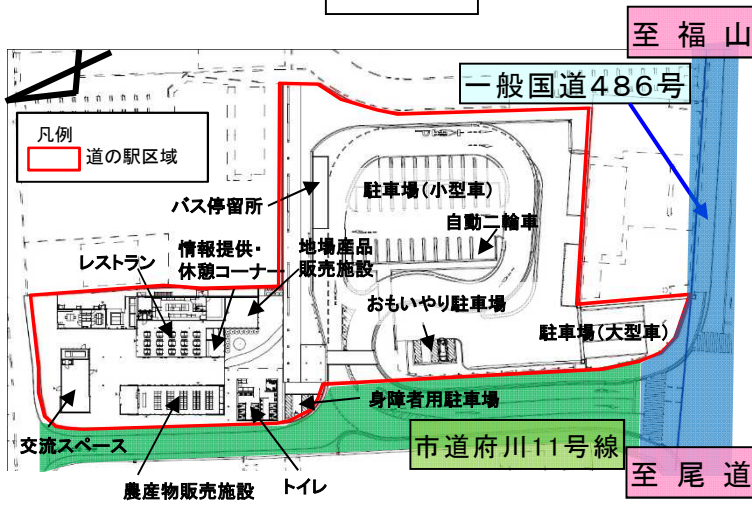 至 福 山
一般国道486号
凡例
道の駅区域
バス停留所
駐車場(小型車)
自動二輪車
レストラン
情報提供・
休憩コーナー
地場産品
販売施設
おもいやり駐車場
駐車場(大型車)
身障者用駐車場
交流スペース
市道府川11号線
農産物販売施設
トイレ
至 尾 道